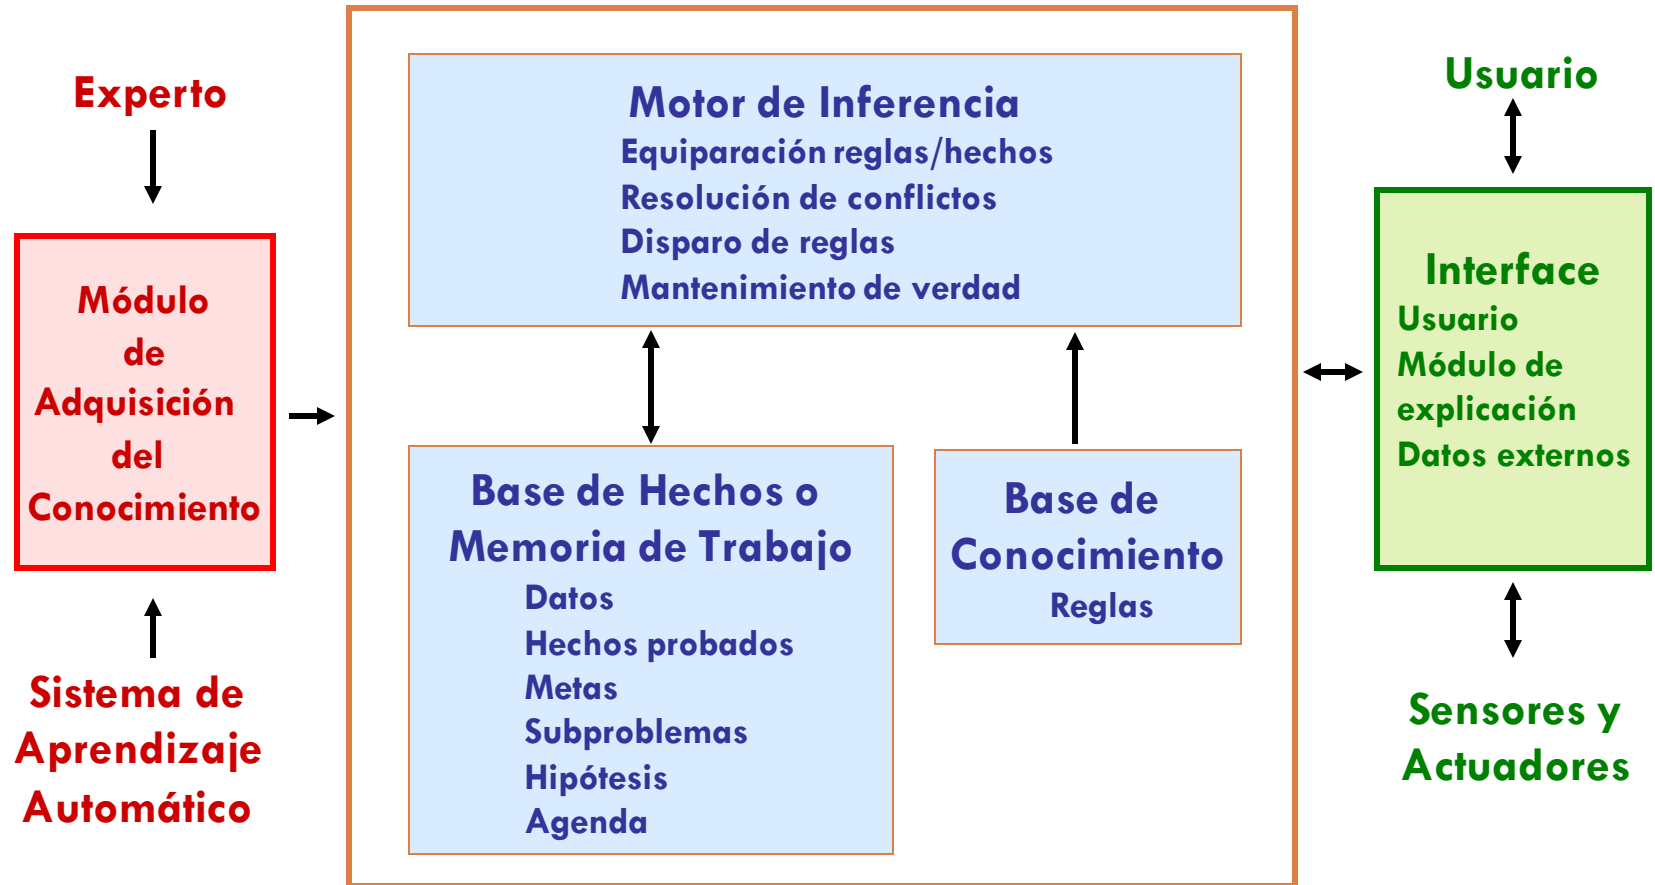 Experto
Módulo
de
Adquisición
del
Conocimiento
Sistema de
Aprendizaje
Automático
Motor de Inferencia
Equiparación reglas/hechos
Resolución de conflictos
Disparo de reglas
Mantenimiento de verdad
Base de Hechos o
Memoria de Trabajo
Datos
Hechos probados
Metas
Subproblemas
Hipótesis
Agenda
Base de
Conocimiento
Reglas
Usuario
Interface
Usuario
Módulo de
explicación
Datos externos
Sensores y
Actuadores